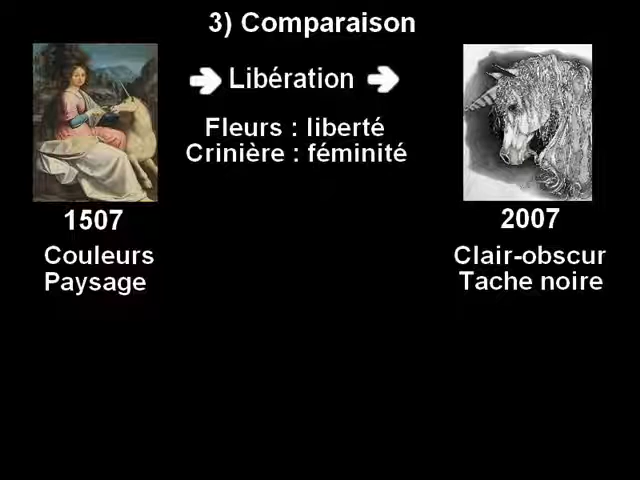 3) Comparaison
Libération
Fleurs : liberté
Crinière : féminité
1507
2007
Couleurs
Paysage
Clair-obscur
Tache noire